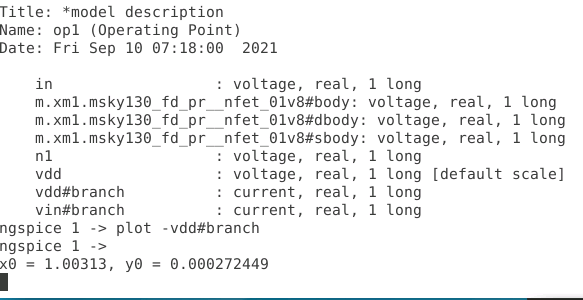 Title: *model description
Name: op1 (Operating Point)
Date: Fri Sep 10 07:18:00  2021
in                  : voltage, real, 1 long
m.xm1.msky130_fd_pr__nfet_01v8#body: voltage, real, 1 long
m.xm1.msky130_fd_pr__nfet_01v8#dbody: voltage, real, 1 long
m.xm1.msky130_fd_pr__nfet_01v8#sbody: voltage, real, 1 long
n1                  : voltage, real, 1 long
vdd                 : voltage, real, 1 long [default scale]
vdd#branch          : current, real, 1 long
vin#branch          : current, real, 1 long
ngspice 1 -> plot -vdd#branch
ngspice 1 ->
x0 = 1.00313, y0 = 0.000272449